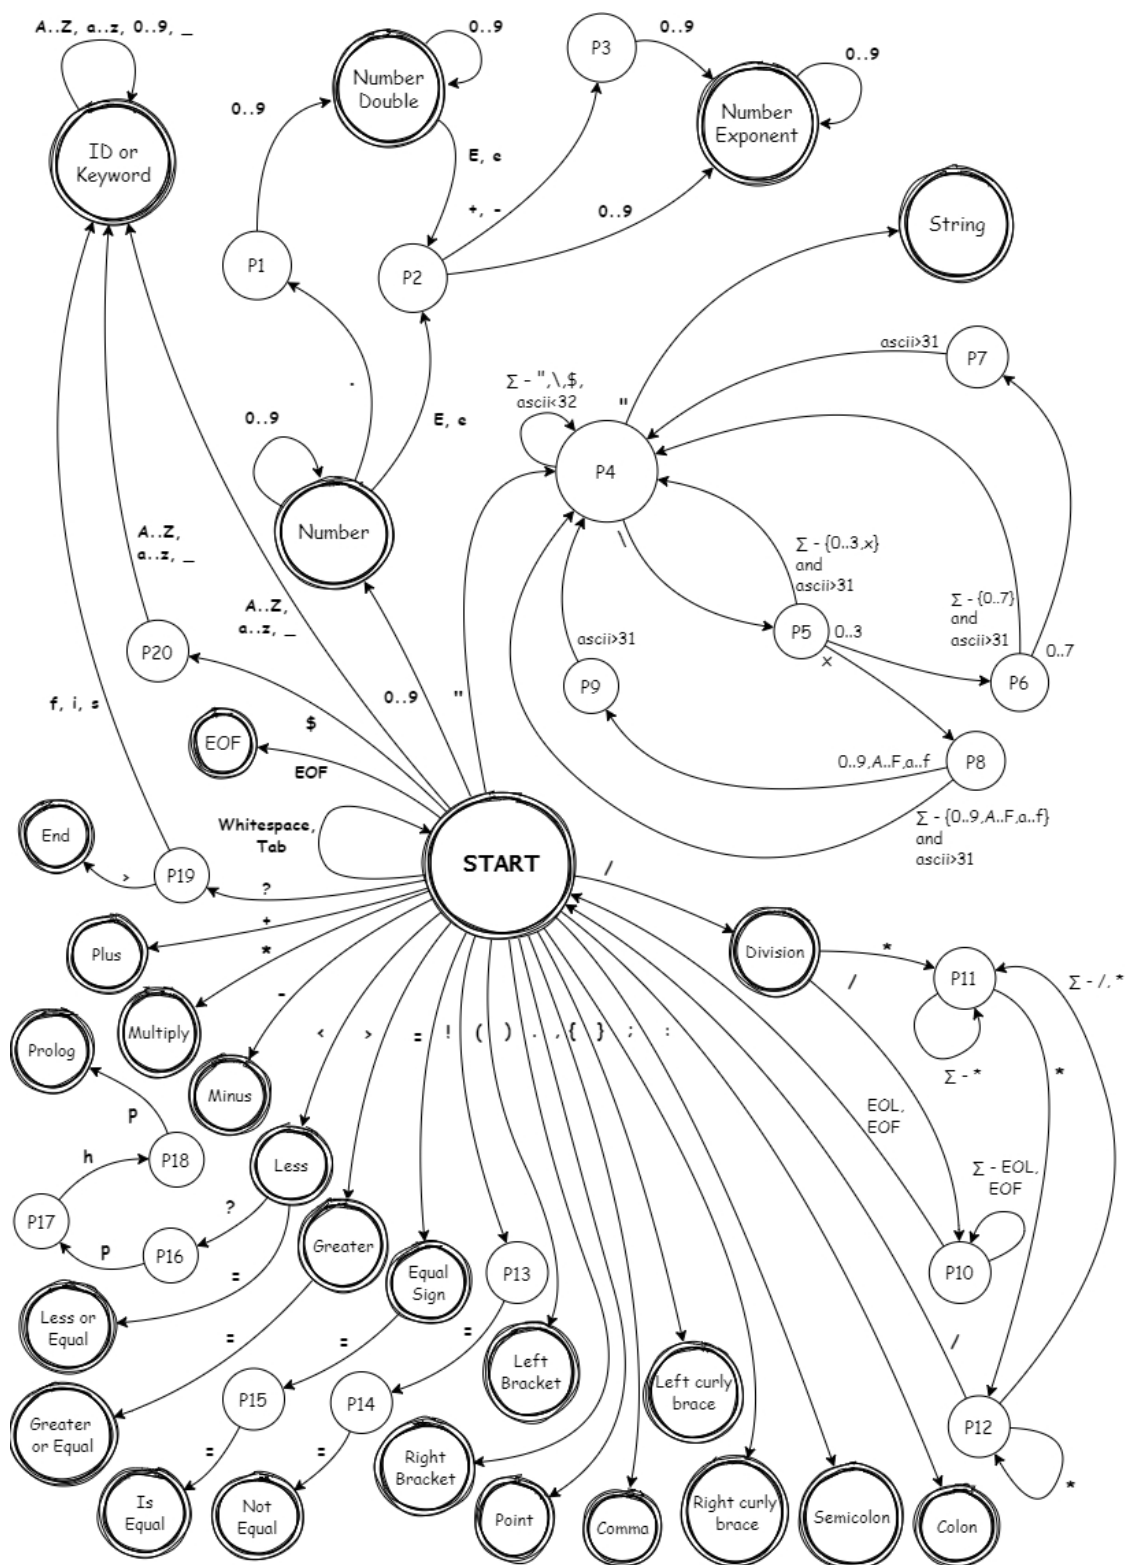 A..Z, a..z, 0..9, _
0..9
0..9
P3
0..9
Number
Double
0..9
Number
Exponent
0..9
ID or
Keyword
E, e
+, -
0..9
String
P1
P2
.
ascii>31
P7
Σ - ",\,$,
ascii<32
"
0..9
E, e
P4
Number
\
A..Z,
a..z, _
Σ - {0..3,x}
and
ascii>31
Σ - {0..7}
and
ascii>31
A..Z,
a..z, _
P20
ascii>31
P5
0..3
x
0..7
P6
f, i, s
0..9
"
P9
$
EOF
EOF
0..9,A..F,a..f
P8
Whitespace,
Tab
Σ - {0..9,A..F,a..f}
and
ascii>31
End
>
P19
?
START
/
+
Plus
*
Division
*
/
P11
Σ - /, *
-
Multiply
Prolog
<
>
=
!
(
)
.
,
{
}
;
:
Σ - *
*
Minus
p
EOL,
EOF
h
P18
Less
Σ - EOL,
EOF
?
P17
p
P16
Greater
=
Equal
Sign
P13
P10
Less or
Equal
=
=
=
/
Left
Bracket
Left curly
brace
P15
P14
P12
Greater
or Equal
=
=
Right
Bracket
*
Is
Equal
Not
Equal
Point
Comma
Right curly
brace
Semicolon
Colon